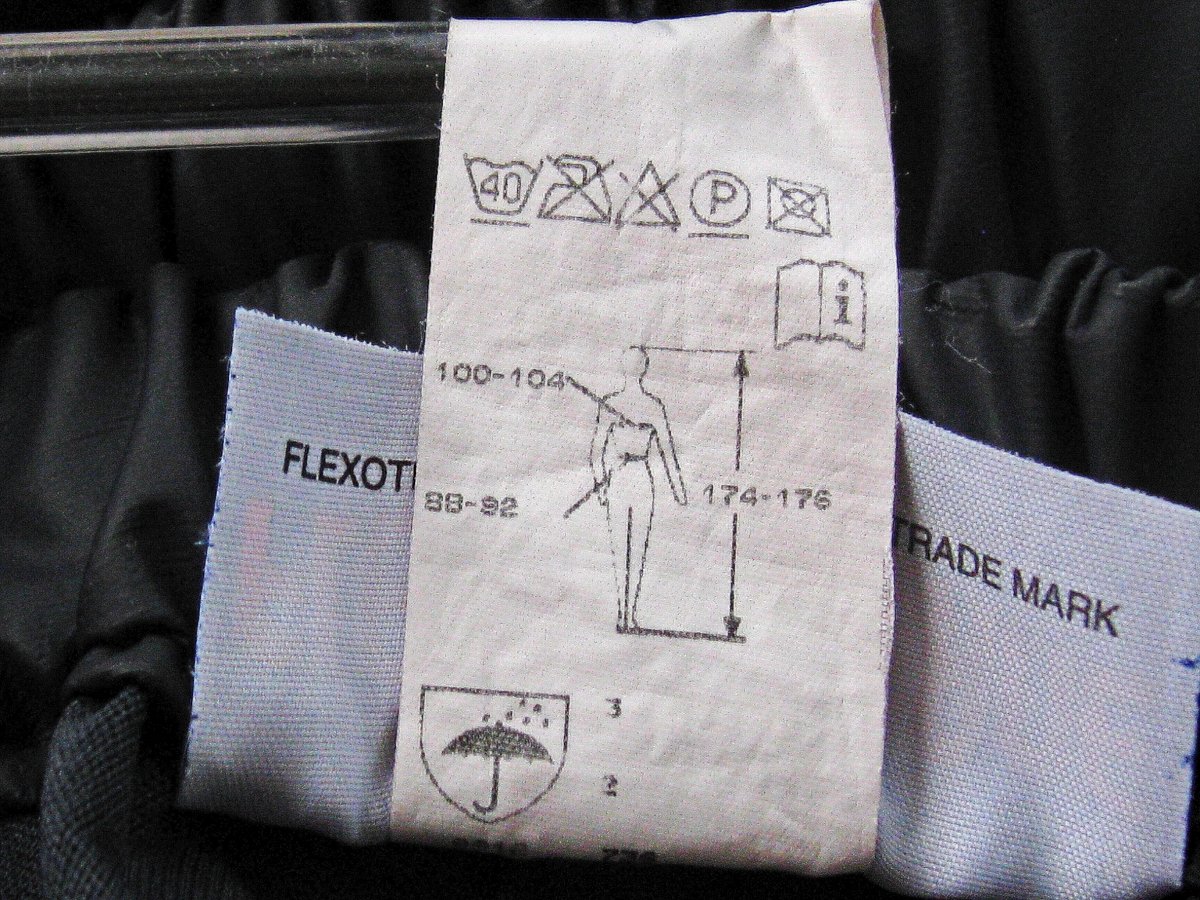 40 P
i
100-104
FLEXOT
88-92
174-176
TRADE MARK
3
2